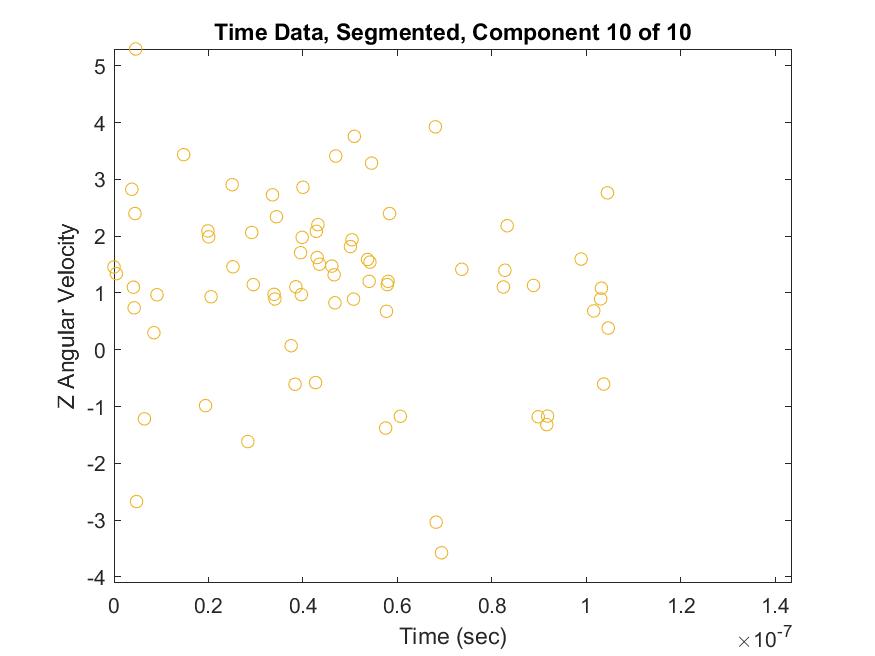 Time Data, Segmented, Component 10 of 10
5
4
3
2
1
0
-1
-2
-3
-4
Z Angular Velocity
0 0.2 0.4 0.6 0.8 1 1.2 1.4
Time (sec)
×10-7